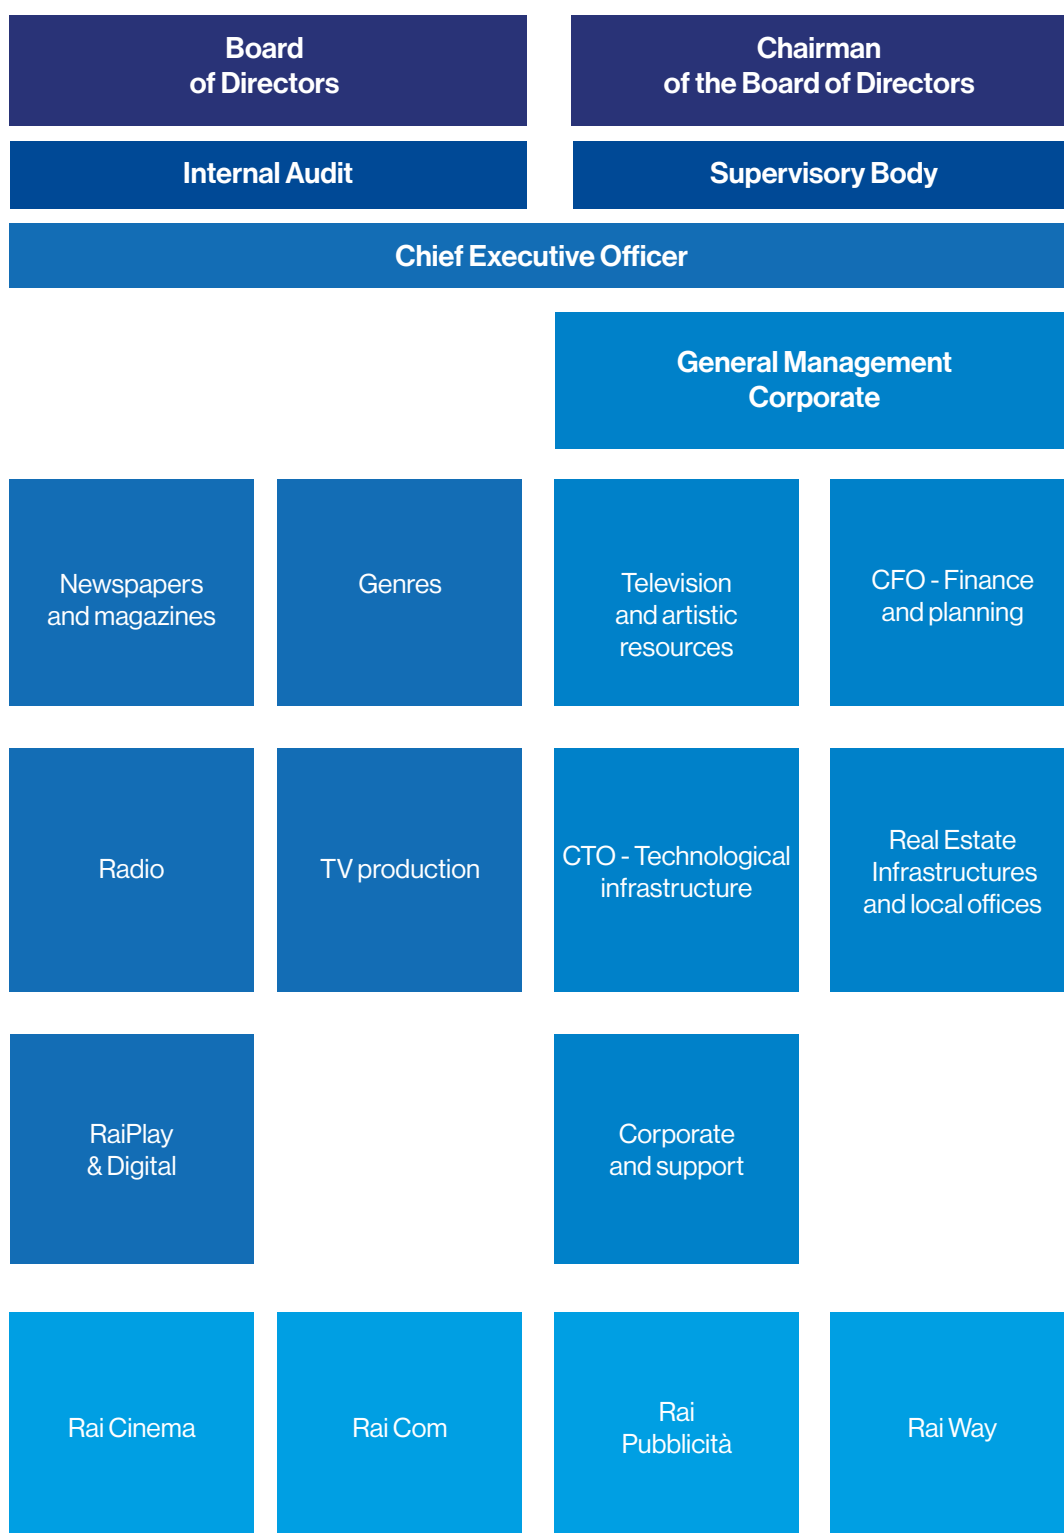 Board
of Directors
Chairman
of the Board of Directors
Internal Audit
Supervisory Body
Chief Executive Officer
General Management
Corporate
Newspapers
and magazines
Genres
Television
and artistic
resources
CFO - Finance
and planning
Radio
TV production
CTO - Technological
infrastructure
Real Estate
Infrastructures
and local offices
RaiPlay
& Digital
Corporate
and support
Rai Cinema
Rai Com
Rai
Pubblicità
Rai Way